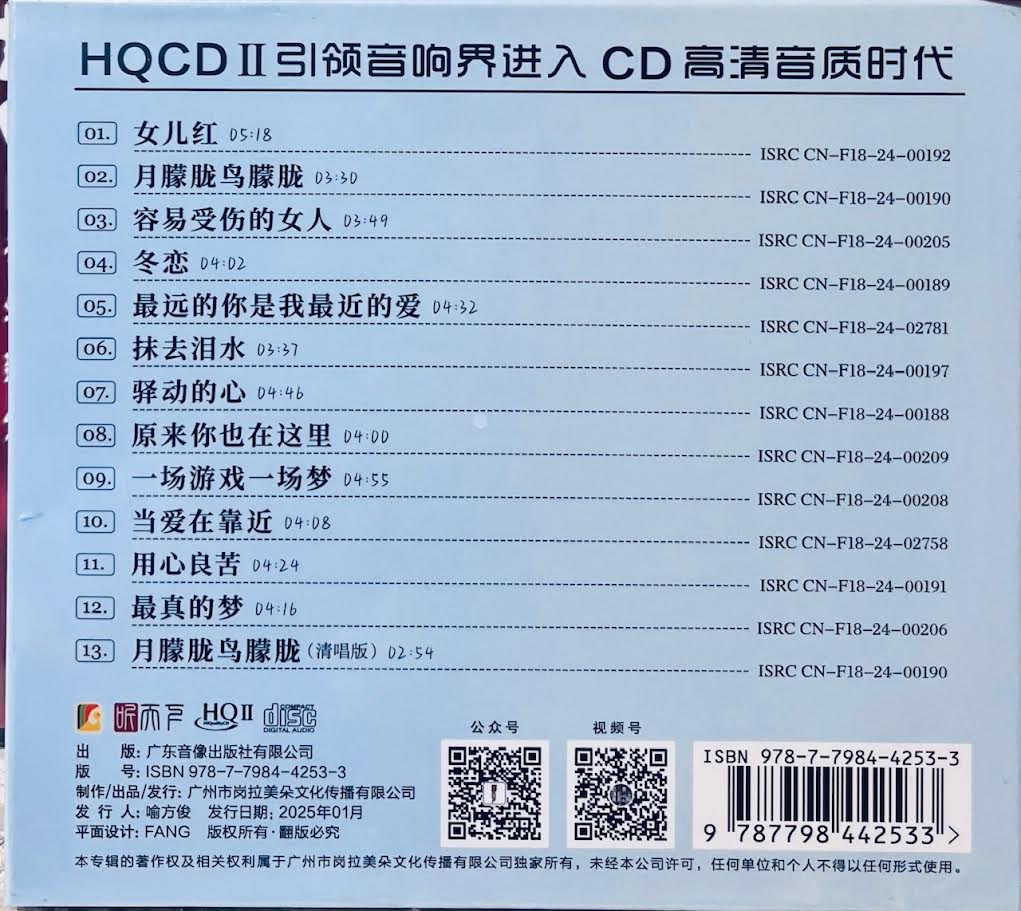 HQCDⅡ引领音响界进入 CD 高清音质时代
01. 女儿红 05:18
ISRC CN–F18–24–00192
02. 月朦胧鸟朦胧 03:30
ISRC CN–F18–24–00190
03. 容易受伤的女人 03:49
ISRC CN–F18–24–00205
04. 冬恋 04:02
ISRC CN–F18–24–00189
05. 最远的你是我最近的爱 04:32
ISRC CN–F18–24–02781
06. 抹去泪水 03:37
ISRC CN–F18–24–00197
07. 驿动的心 04:46
ISRC CN–F18–24–00188
08. 原来你也在这里 04:00
ISRC CN–F18–24–00209
09. 一场游戏一场梦 04:55
ISRC CN–F18–24–00208
10. 当爱在靠近 04:08
ISRC CN–F18–24–02758
11. 用心良苦 04:24
ISRC CN–F18–24–00191
12. 最真的梦 04:16
ISRC CN–F18–24–00206
13. 月朦胧鸟朦胧（清唱版）02:54
ISRC CN–F18–24–00190
HQⅡ
HiQualityCD
COMPACT
disc
DIGITAL AUDIO
出 版: 广东音像出版社有限公司
版 号: ISBN 978-7-7984-4253-3
制作/出品/发行: 广州市岗拉美朵文化传播有限公司
发 行 人: 喻方俊 发行日期: 2025年01月
平面设计: FANG 版权所有·翻版必究
公众号
视频号
ISBN 978-7-7984-4253-3
9 787798 442533 >
本专辑的著作权及相关权利属于广州市岗拉美朵文化传播有限公司独家所有，未经本公司许可，任何单位和个人不得以任何形式使用。